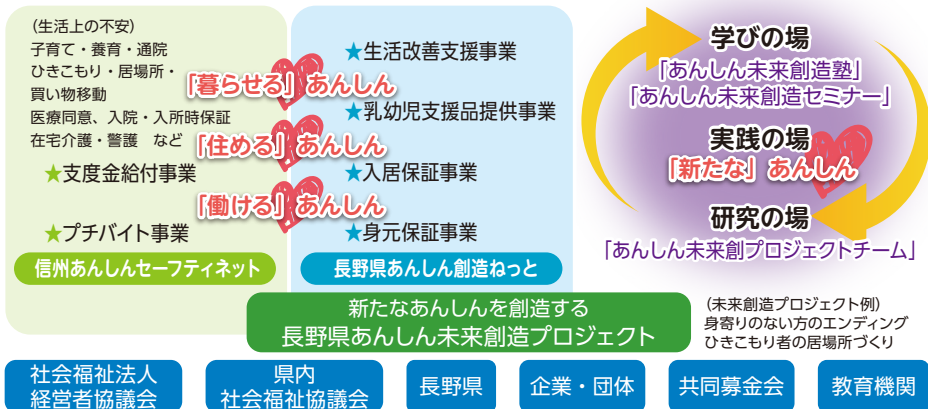 (生活上の不安)
子育て・養育・通院
ひきこもり・居場所・
買い物移動
医療同意、入院・入所時保証
在宅介護・警護　など
★支度金給付事業
★プチバイト事業
信州あんしんセーフティネット
「暮らせる」あんしん
「住める」あんしん
「働ける」あんしん
★生活改善支援事業
★乳幼児支援品提供事業
★入居保証事業
★身元保証事業
長野県あんしん創造ねっと
学びの場
「あんしん未来創造塾」
「あんしん未来創造セミナー」
実践の場
「新たな」あんしん
研究の場
「あんしん未来創プロジェクトチーム」
新たなあんしんを創造する
長野県あんしん未来創造プロジェクト
(未来創造プロジェクト例)
身寄りのない方のエンディング
ひきこもり者の居場所づくり
社会福祉法人
経営者協議会
県内
社会福祉協議会
長野県
企業・団体
共同募金会
教育機関